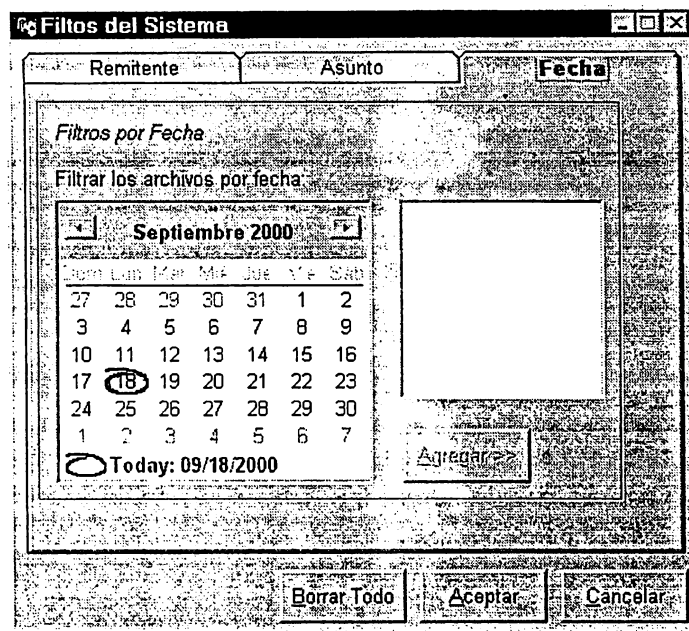 Filtos del Sistema
Remitente Asunto Fecha
Filtros por Fecha
Filtrar los archivos por fecha:
Septiembre 2000
Dom Lun Mar Mié Jue Vie Sáb
27 28 29 30 31 1 2
3 4 5 6 7 8 9
10 11 12 13 14 15 16
17 18 19 20 21 22 23
24 25 26 27 28 29 30
1 2 3 4 5 6 7
Today: 09/18/2000
Agregar >>
Borrar Todo Aceptar Cancelar